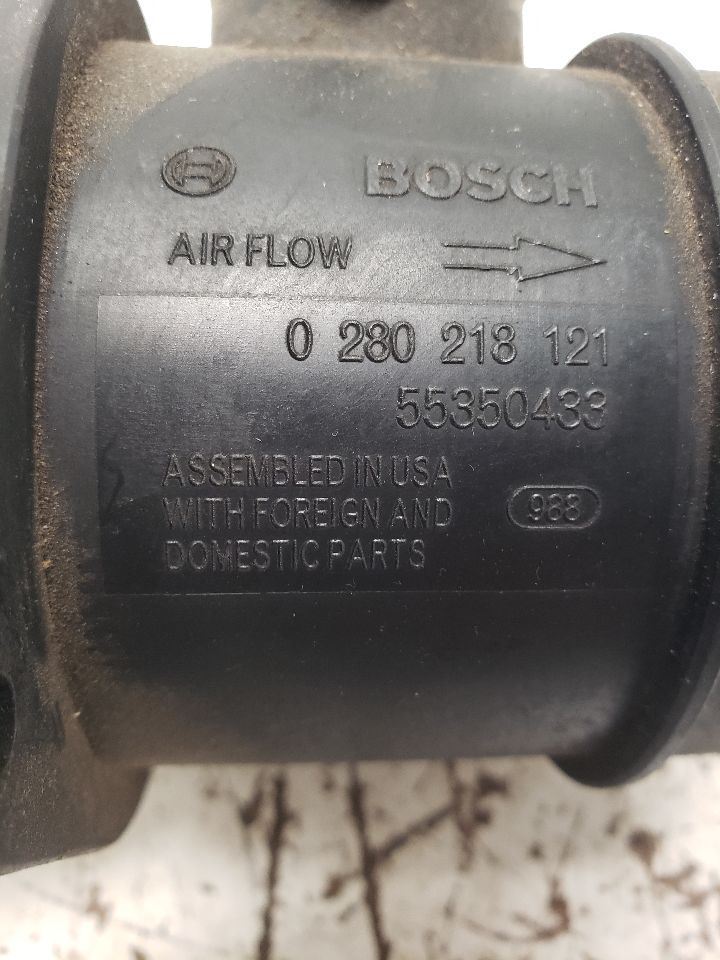 BOSCH
AIR FLOW
0 280 218 121
55350433
ASSEMBLED IN USA
WITH FOREIGN AND
DOMESTIC PARTS
988